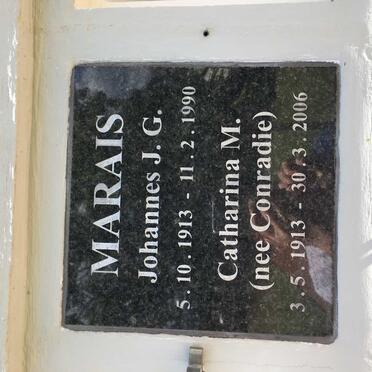 MARAIS
Johannes J. G.
5 . 10 . 1913 - 11 . 2 . 1990
Catharina M.
(nee Conradie)
3 . 5 . 1913 - 30 . 3 . 2006